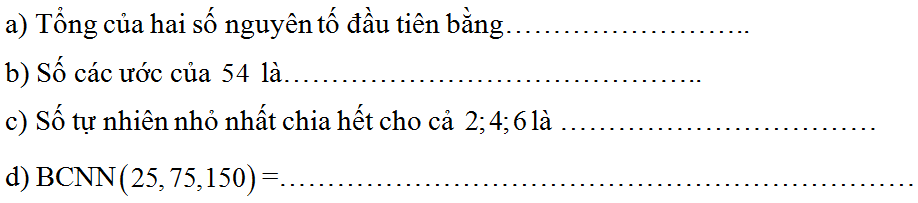 a) Tổng của hai số nguyên tố đầu tiên bằng……………………..
b) Số các ước của 54 là……………………………………..
c) Số tự nhiên nhỏ nhất chia hết cho cả 2;4;6 là ……………………………
d) BCNN(25,75,150)=…………………………………………………………